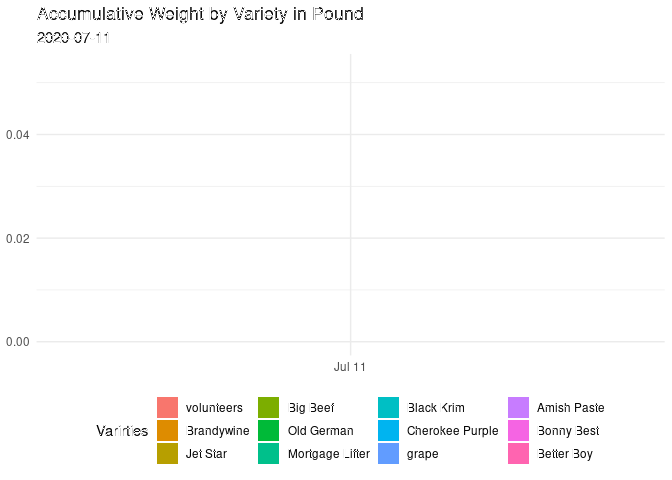 Accumulative Weight by Variety in Pound
2020-07-11
0.04
0.02
0.00
Jul 11
Varities
volunteers Big Beef Black Krim Amish Paste
Brandywine Old German Cherokee Purple Bonny Best
Jet Star Mortgage Lifter grape Better Boy